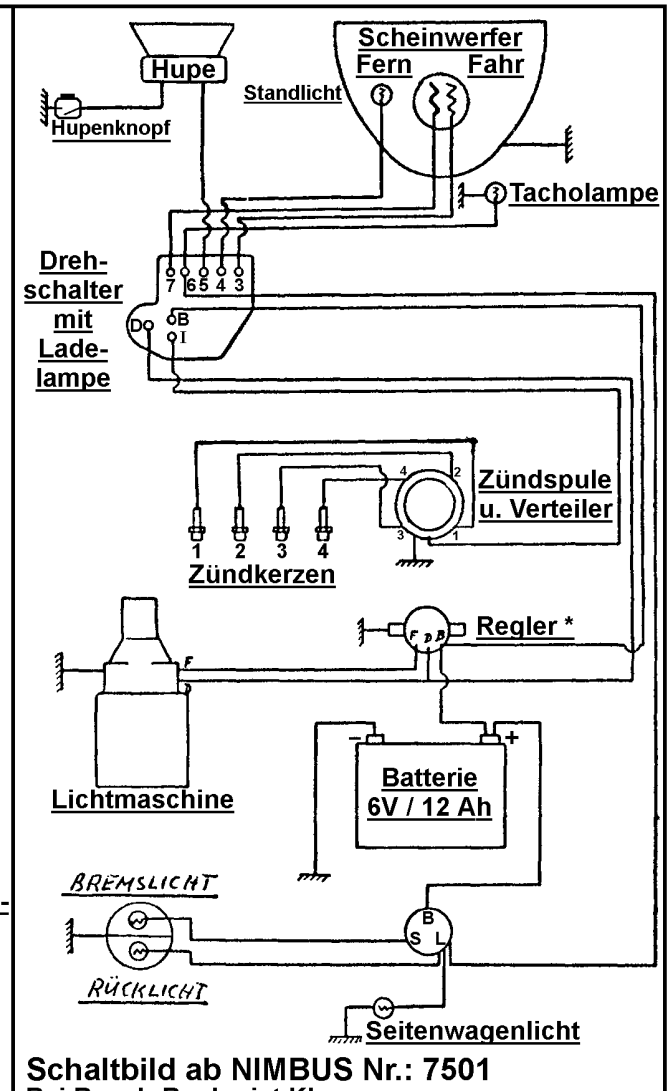 Scheinwerfer
Fern Fahr
Hupe
Standlicht
Hupenknopf
Tacholampe
Dreh-
schalter
mit
Lade-
lampe
7 6 5 4 3
D B
I
Zündspule
u. Verteiler
4 2
3 1
1 2 3 4
Zündkerzen
Regler *
F D B
F
D
Lichtmaschine
- +
Batterie
6V / 12 Ah
BREMSLICHT
B
S L
RÜCKLICHT
Seitenwagenlicht
Schaltbild ab NIMBUS Nr.: 7501